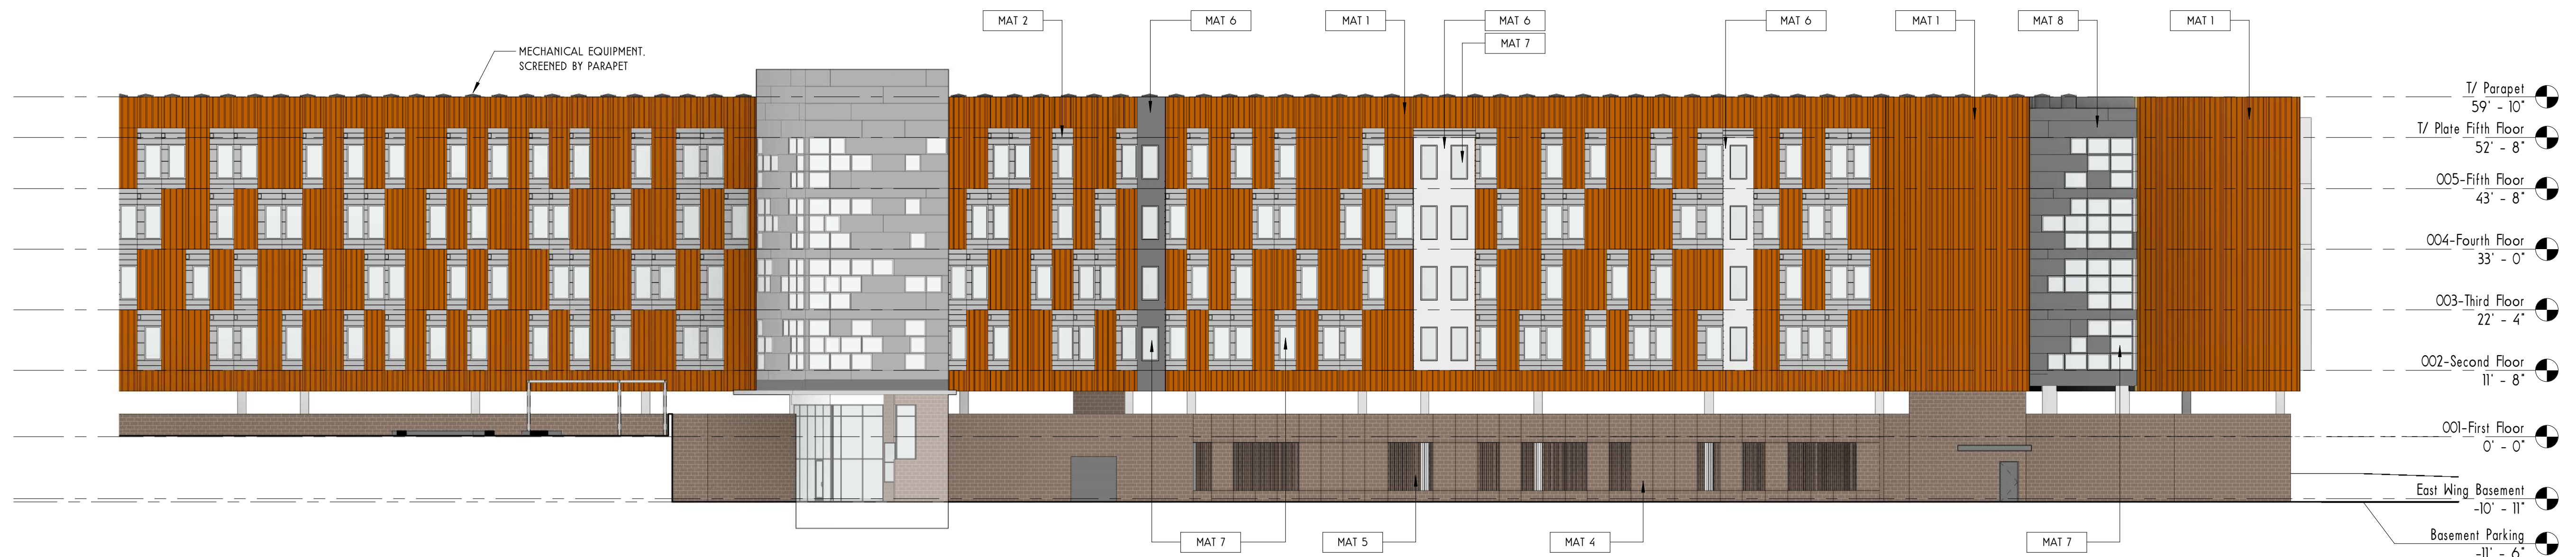 MAT 2
MAT 6
MAT 1
MAT 6
MAT 7
MAT 6
MAT 1
MAT 8
MAT 1
MECHANICAL EQUIPMENT,
SCREENED BY PARAPET
T/ Parapet
59' - 10"
T/ Plate Fifth Floor
52' - 8"
005-Fifth Floor
43' - 8"
004-Fourth Floor
33' - 0"
003-Third Floor
22' - 4"
002-Second Floor
11' - 8"
001-First Floor
0' - 0"
East Wing Basement
-10' - 11"
Basement Parking
-11' - 6"
MAT 7
MAT 5
MAT 4
MAT 7